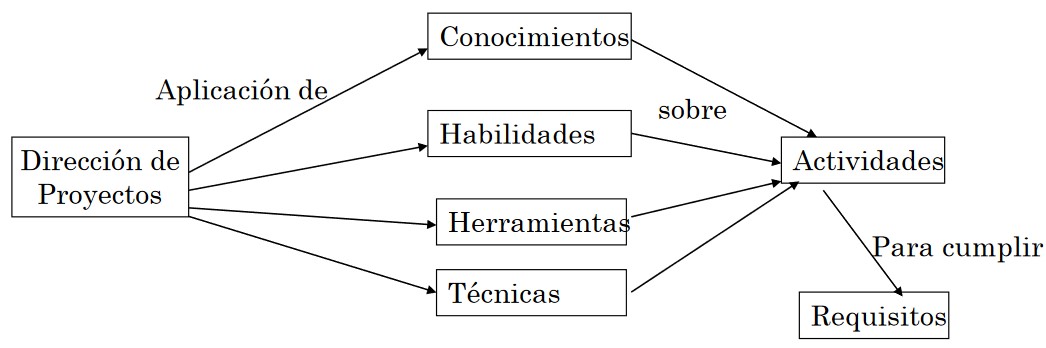 Conocimientos
Aplicación de
sobre
Habilidades
Dirección de
Proyectos
Actividades
Herramientas
Técnicas
Para cumplir
Requisitos